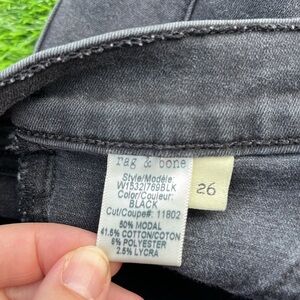 rag & bone
Style/Modèle:
W1532I769BLK
Color/Couleur:
BLACK
Cut/Coupe#: 11802
50% MODAL
41.5% COTTON/COTON
6% POLYESTER
2.5% LYCRA
26